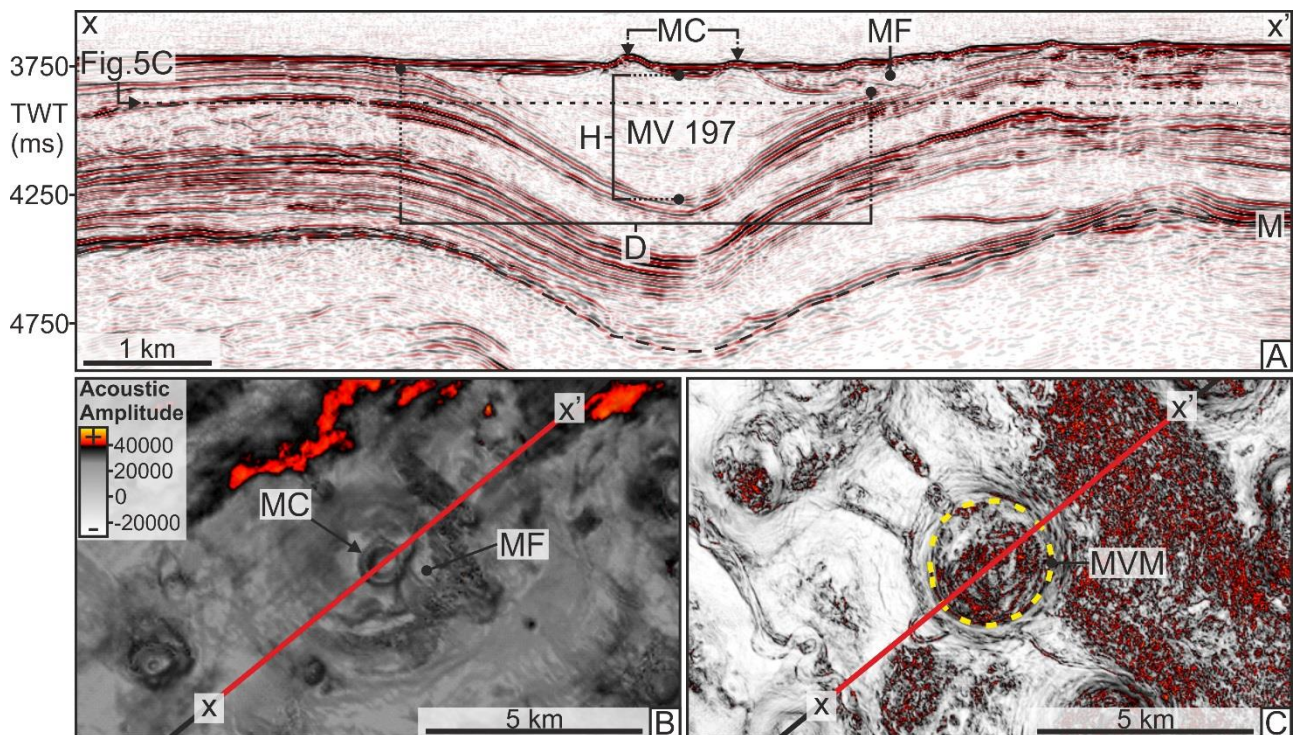 x
x’
MC
MF
Fig.5C
3750
TWT
(ms)
H
MV 197
4250
D
M
4750
1 km
A
Acoustic
Amplitude
+
40000
20000
0
-20000
-
x’
MC
MF
x
5 km
B
x’
MVM
x
5 km
C